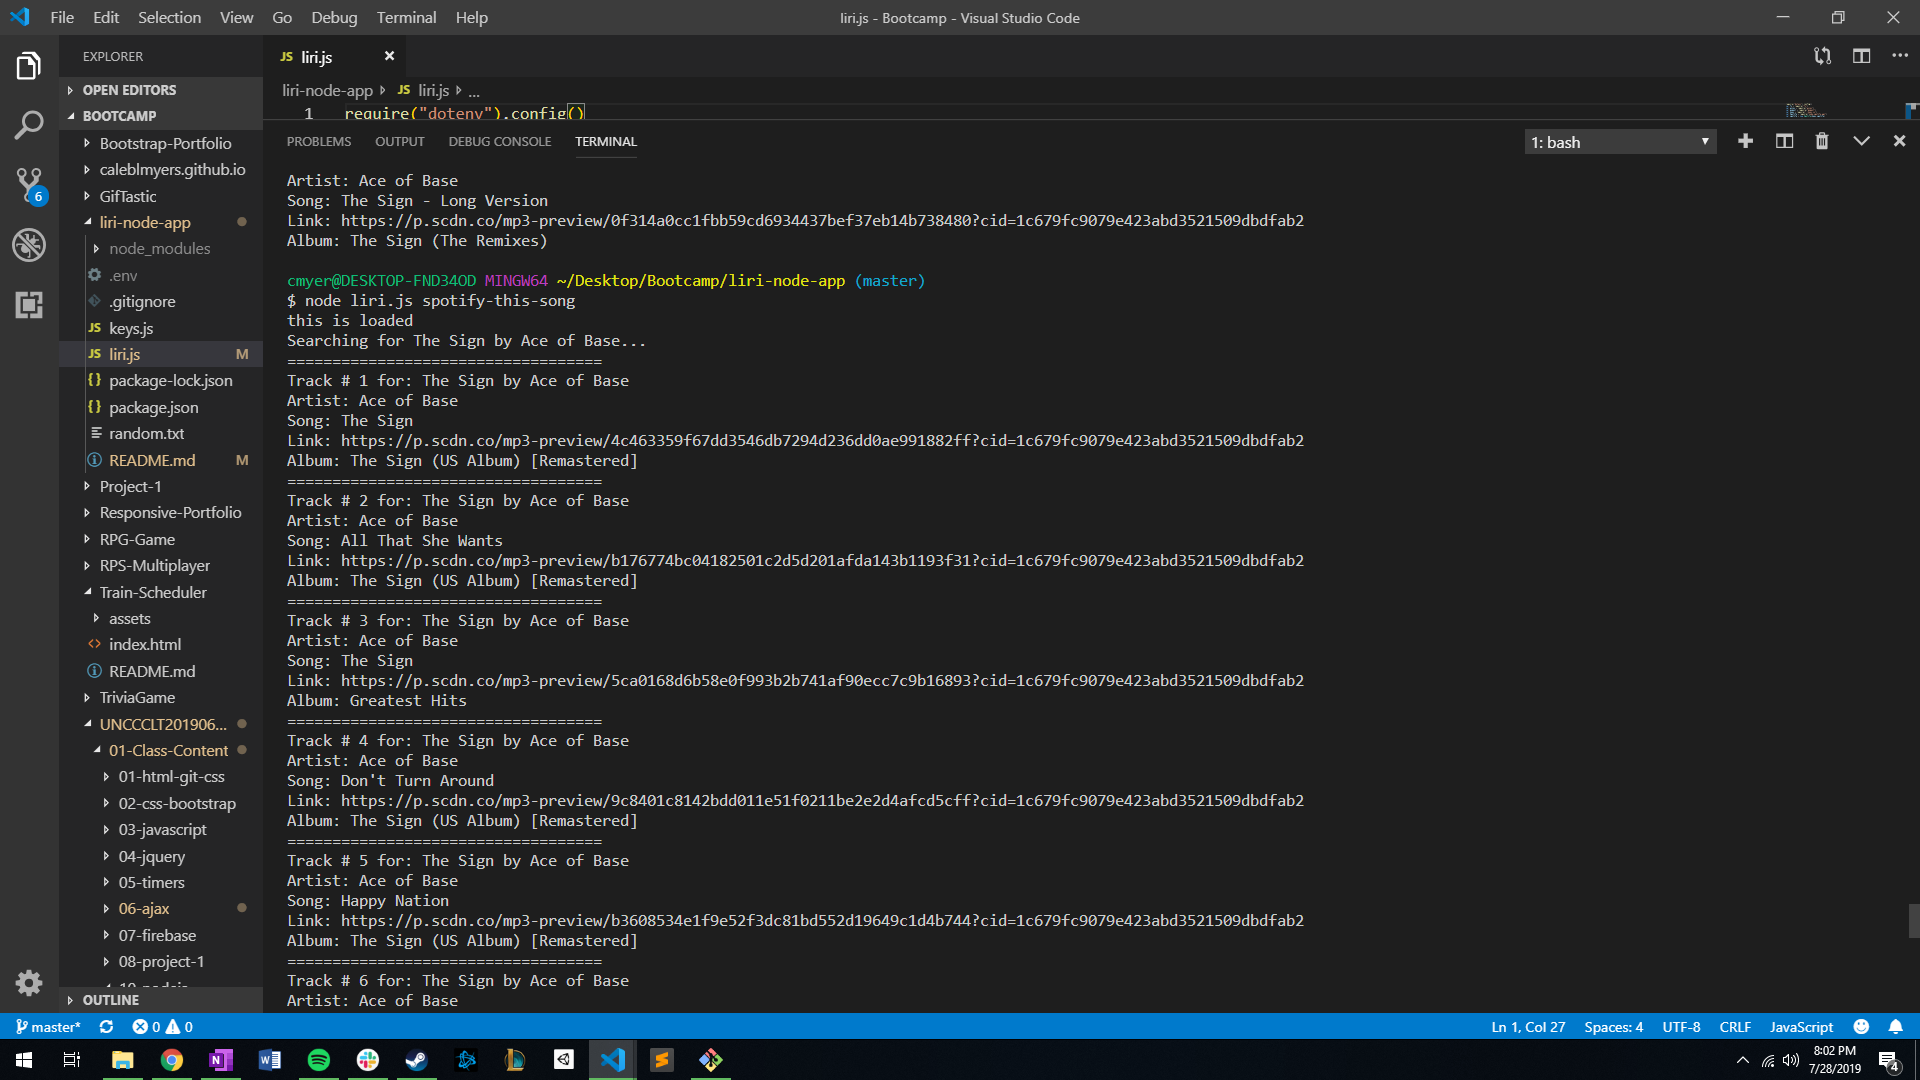 File Edit Selection View Go Debug Terminal Help
liri.js - Bootcamp - Visual Studio Code
EXPLORER
OPEN EDITORS
BOOTCAMP
Bootstrap-Portfolio
caleblmyers.github.io
GifTastic
liri-node-app
node_modules
.env
.gitignore
JS keys.js
JS liri.js M
{} package-lock.json
{} package.json
random.txt
README.md M
Project-1
Responsive-Portfolio
RPG-Game
RPS-Multiplayer
Train-Scheduler
assets
<> index.html
README.md
TriviaGame
UNCCCLT201906...
01-Class-Content
01-html-git-css
02-css-bootstrap
03-javascript
04-jquery
05-timers
06-ajax
07-firebase
08-project-1
OUTLINE
6
JS liri.js
liri-node-app JS liri.js ...
1 require("dotenv").config()
PROBLEMS OUTPUT DEBUG CONSOLE TERMINAL
1: bash
Artist: Ace of Base
Song: The Sign - Long Version
Link: https://p.scdn.co/mp3-preview/0f314a0cc1fbb59cd6934437bef37eb14b738480?cid=1c679fc9079e423abd3521509dbdfab2
Album: The Sign (The Remixes)
cmyer@DESKTOP-FND34OD MINGW64 ~/Desktop/Bootcamp/liri-node-app (master)
$ node liri.js spotify-this-song
this is loaded
Searching for The Sign by Ace of Base...
===================================
Track # 1 for: The Sign by Ace of Base
Artist: Ace of Base
Song: The Sign
Link: https://p.scdn.co/mp3-preview/4c463359f67dd3546db7294d236dd0ae991882ff?cid=1c679fc9079e423abd3521509dbdfab2
Album: The Sign (US Album) [Remastered]
===================================
Track # 2 for: The Sign by Ace of Base
Artist: Ace of Base
Song: All That She Wants
Link: https://p.scdn.co/mp3-preview/b176774bc04182501c2d5d201afda143b1193f31?cid=1c679fc9079e423abd3521509dbdfab2
Album: The Sign (US Album) [Remastered]
===================================
Track # 3 for: The Sign by Ace of Base
Artist: Ace of Base
Song: The Sign
Link: https://p.scdn.co/mp3-preview/5ca0168d6b58e0f993b2b741af90ecc7c9b16893?cid=1c679fc9079e423abd3521509dbdfab2
Album: Greatest Hits
===================================
Track # 4 for: The Sign by Ace of Base
Artist: Ace of Base
Song: Don't Turn Around
Link: https://p.scdn.co/mp3-preview/9c8401c8142bdd011e51f0211be2e2d4afcd5cff?cid=1c679fc9079e423abd3521509dbdfab2
Album: The Sign (US Album) [Remastered]
===================================
Track # 5 for: The Sign by Ace of Base
Artist: Ace of Base
Song: Happy Nation
Link: https://p.scdn.co/mp3-preview/b3608534e1f9e52f3dc81bd552d19649c1d4b744?cid=1c679fc9079e423abd3521509dbdfab2
Album: The Sign (US Album) [Remastered]
===================================
Track # 6 for: The Sign by Ace of Base
Artist: Ace of Base
master* 0 0
Ln 1, Col 27 Spaces: 4 UTF-8 CRLF JavaScript
8:02 PM
7/28/2019
4